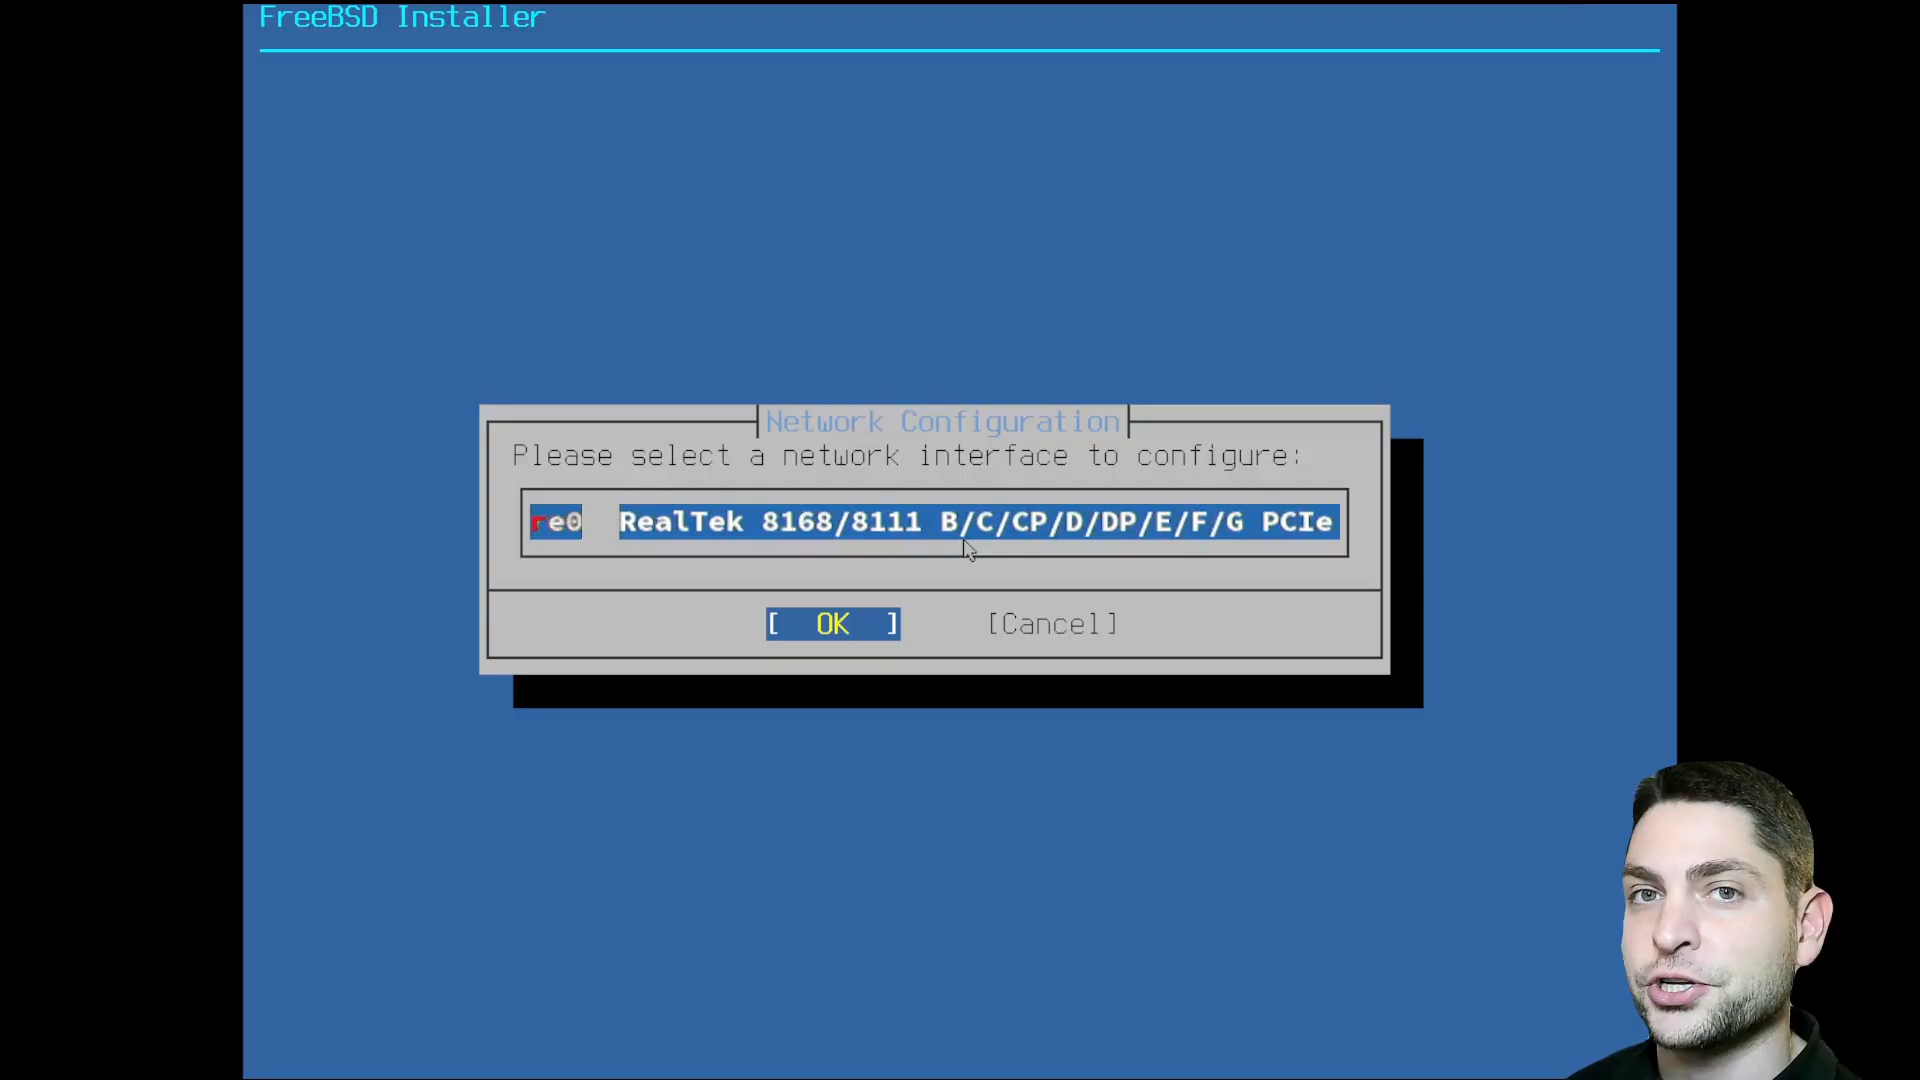 FreeBSD Installer
Network Configuration
Please select a network interface to configure:
re0 RealTek 8168/8111 B/C/CP/D/DP/E/F/G PCIe
[ OK ] [Cancel]